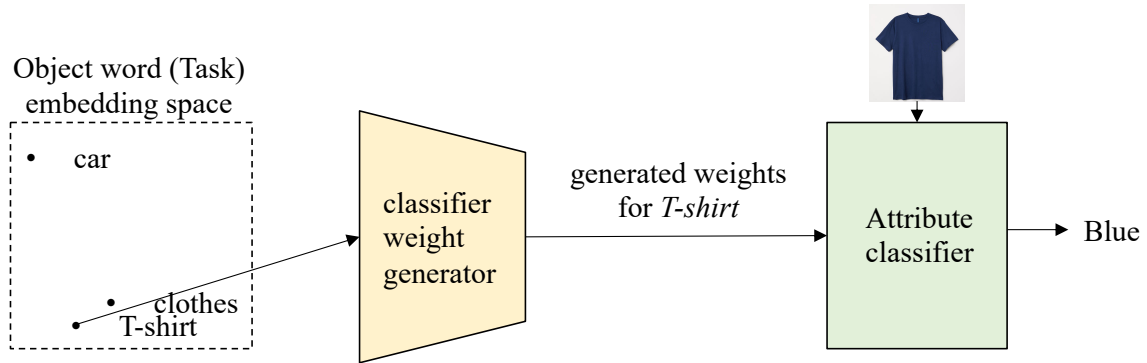 Object word (Task)
embedding space
car
clothes
T-shirt
classifier
weight
generator
generated weights
for T-shirt
Attribute
classifier
Blue